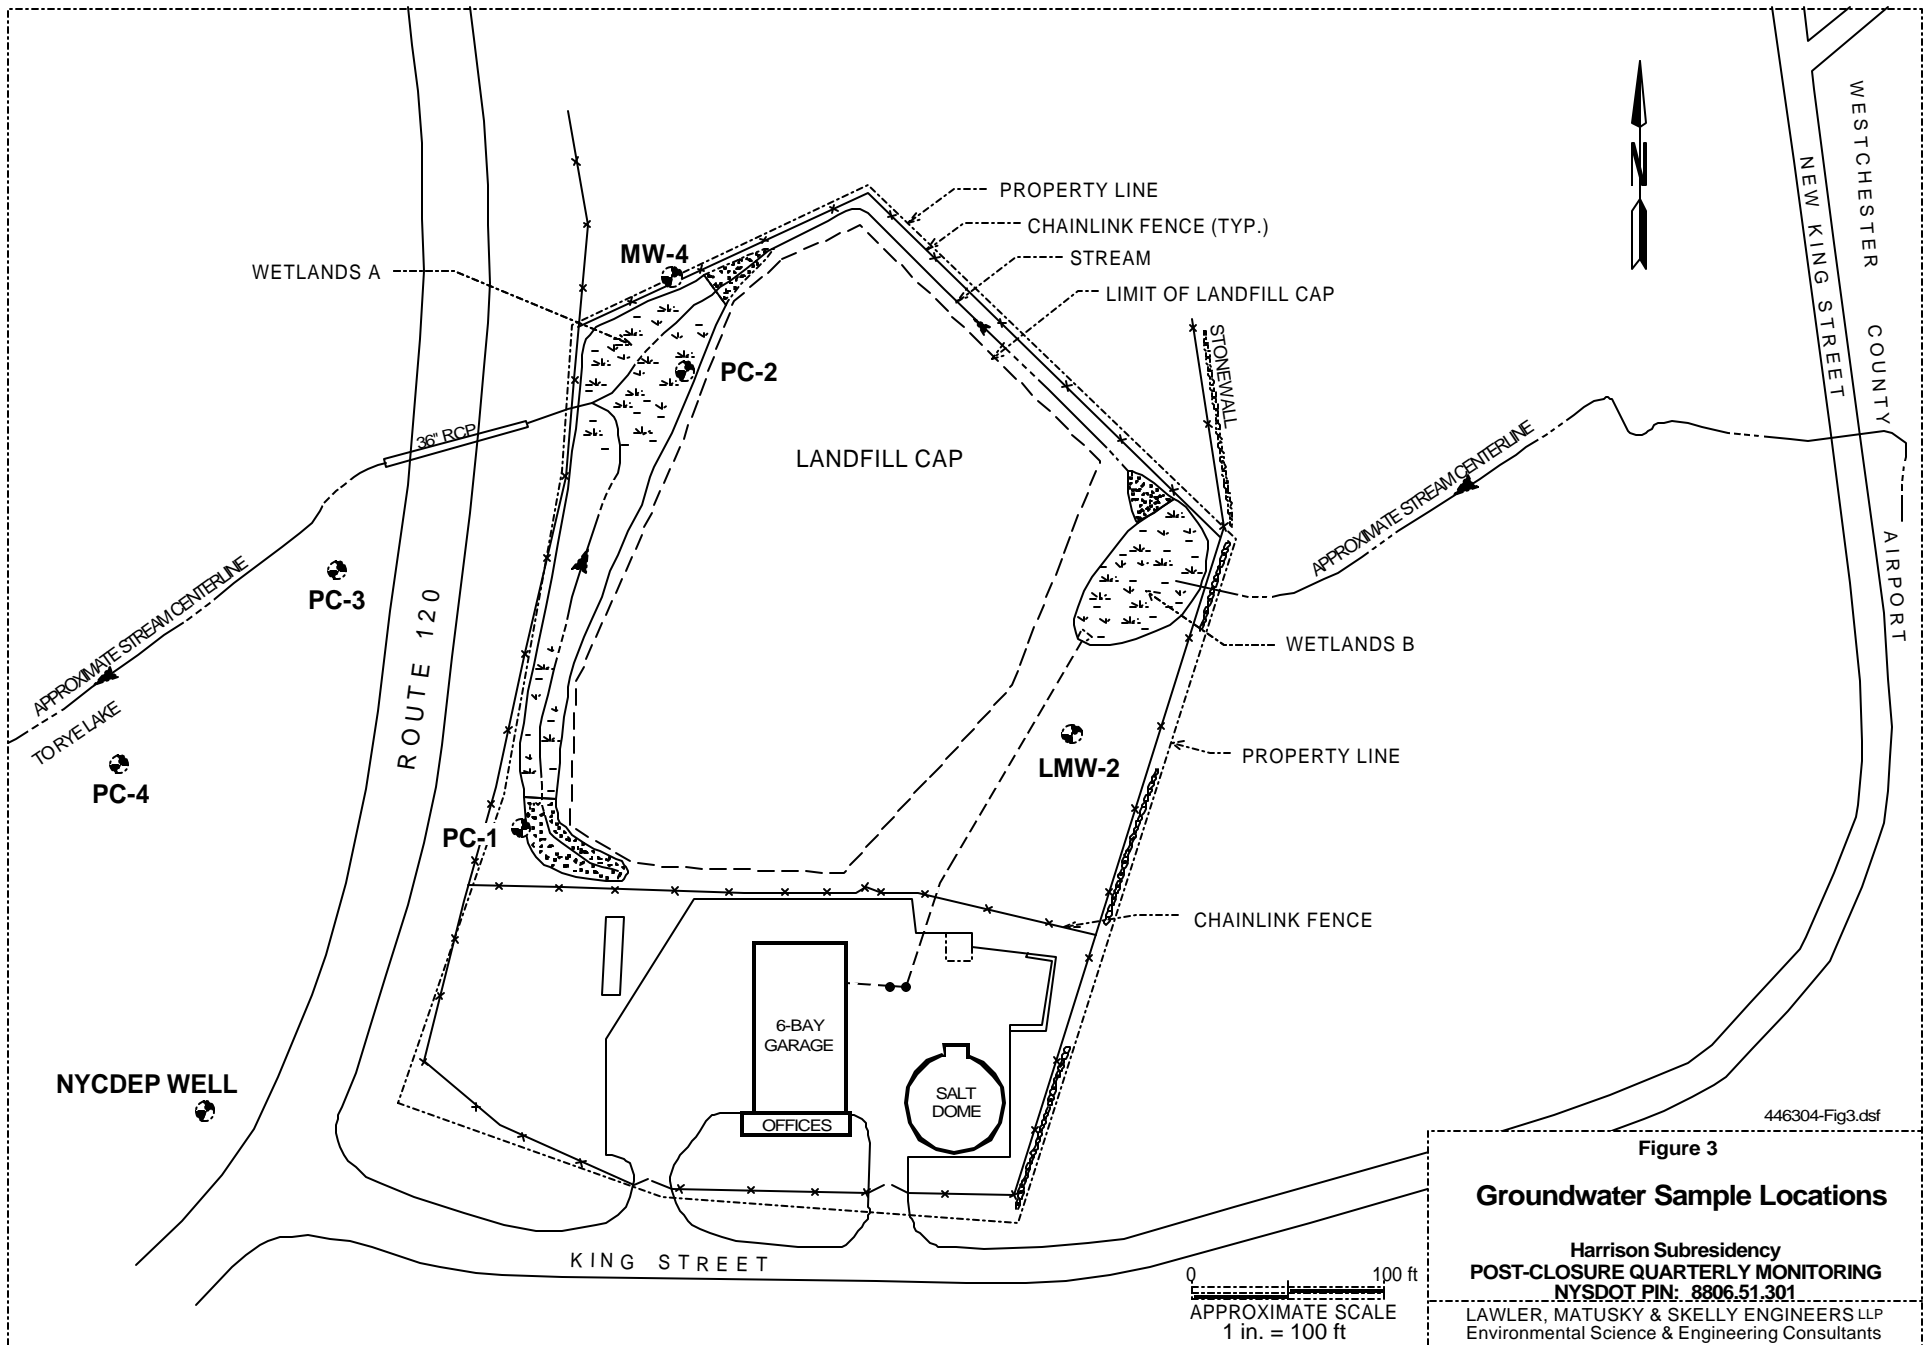 WESTCHESTER COUNTY AIRPORT
NEW KING STREET
N
PROPERTY LINE
CHAINLINK FENCE (TYP.)
STREAM
LIMIT OF LANDFILL CAP
MW-4
WETLANDS A
STONEWALL
PC-2
36" RCP
LANDFILL CAP
APPROXIMATE STREAM CENTERLINE
PC-3
ROUTE 120
APPROXIMATE STREAM CENTERLINE
TO RYE LAKE
WETLANDS B
PC-4
LMW-2
PROPERTY LINE
PC-1
CHAINLINK FENCE
6-BAY
GARAGE
OFFICES
SALT
DOME
NYCDEP WELL
KING STREET
0 100 ft
APPROXIMATE SCALE
1 in. = 100 ft
446304-Fig3.dsf
Figure 3
Groundwater Sample Locations
Harrison Subresidency
POST-CLOSURE QUARTERLY MONITORING
NYSDOT PIN: 8806.51.301
LAWLER, MATUSKY & SKELLY ENGINEERS LLP
Environmental Science & Engineering Consultants